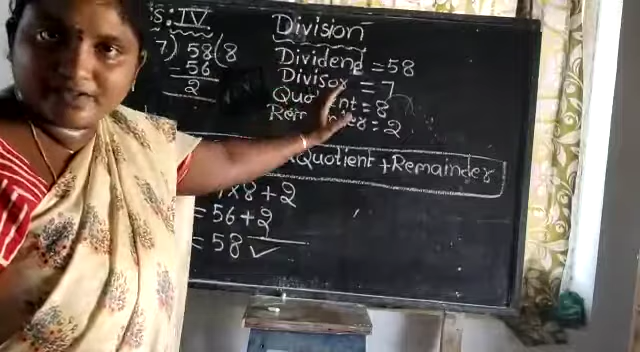 s: IV
Division
7) 58 (8
56
2
Dividend = 58
Divisor = 7
Quotient = 8
= 2
x Quotient + Remainder
x 8 + 2
= 56 + 2
= 58 ✓